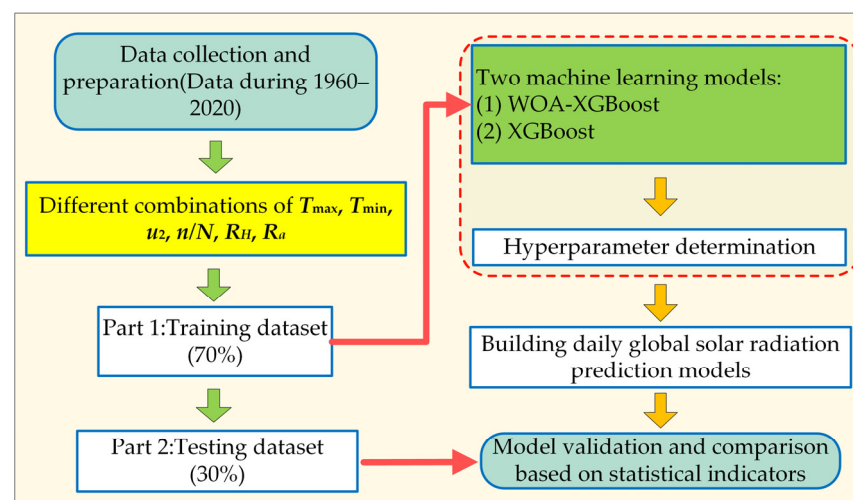 Data collection and
preparation(Data during 1960–
2020)
Different combinations of Tmax, Tmin,
u2, n/N, RH, Ra
Part 1:Training dataset
(70%)
Part 2:Testing dataset
(30%)
Two machine learning models:
(1) WOA-XGBoost
(2) XGBoost
Hyperparameter determination
Building daily global solar radiation
prediction models
Model validation and comparison
based on statistical indicators